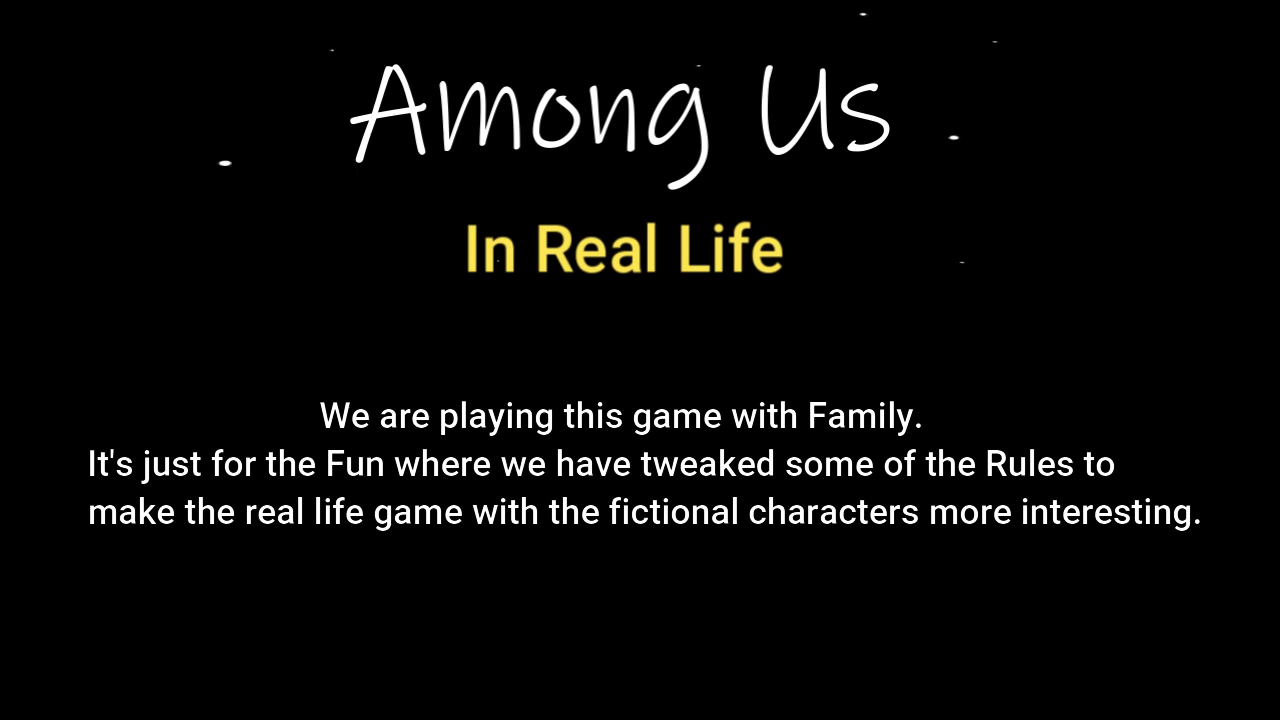 Among Us
In Real Life
We are playing this game with Family.
It's just for the Fun where we have tweaked some of the Rules to
make the real life game with the fictional characters more interesting.